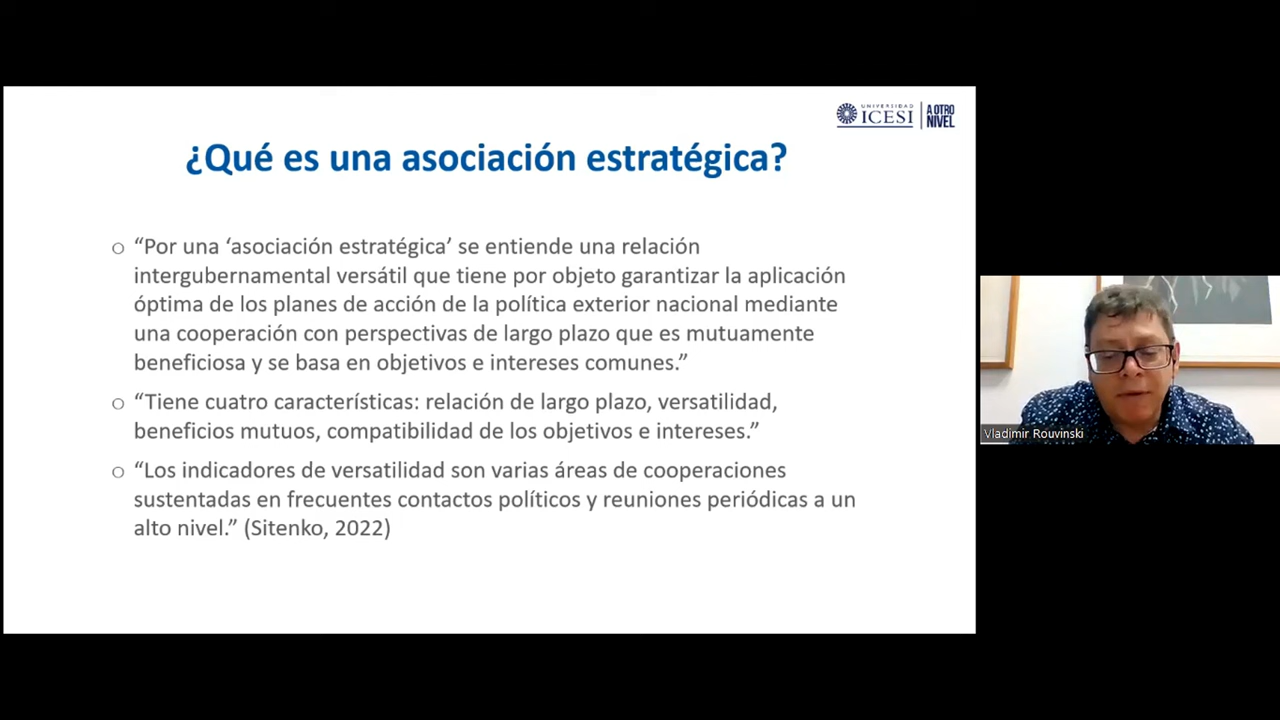 UNIVERSIDAD
ICESI
A OTRO
NIVEL
¿Qué es una asociación estratégica?
“Por una ‘asociación estratégica’ se entiende una relación
intergubernamental versátil que tiene por objeto garantizar la aplicación
óptima de los planes de acción de la política exterior nacional mediante
una cooperación con perspectivas de largo plazo que es mutuamente
beneficiosa y se basa en objetivos e intereses comunes.”
“Tiene cuatro características: relación de largo plazo, versatilidad,
beneficios mutuos, compatibilidad de los objetivos e intereses.”
“Los indicadores de versatilidad son varias áreas de cooperaciones
sustentadas en frecuentes contactos políticos y reuniones periódicas a un
alto nivel.” (Sitenko, 2022)
Vladimir Rouvinski